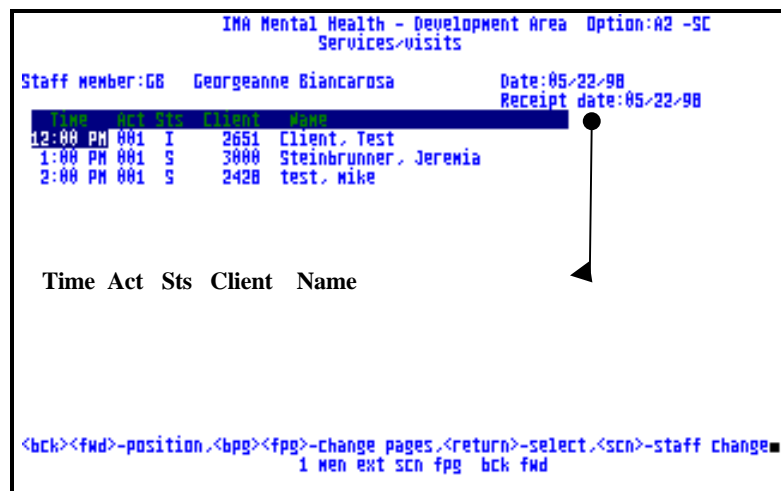 IMA Mental Health - Development Area Option:A2 -SC
Services/visits
Staff member:GB Georgeanne Biancarosa Date:05/22/98
Receipt date:05/22/98
Time Act Sts Client Name
12:00 PM 001 I 2651 Client, Test
1:00 PM 001 S 3000 Steinbrunner, Jeremia
2:00 PM 001 S 2428 test, mike
Time Act Sts Client Name
<bck><fwd>-position,<bpg><fpg>-change pages,<return>-select,<scn>-staff change
1 men ext scn fpg bck fwd